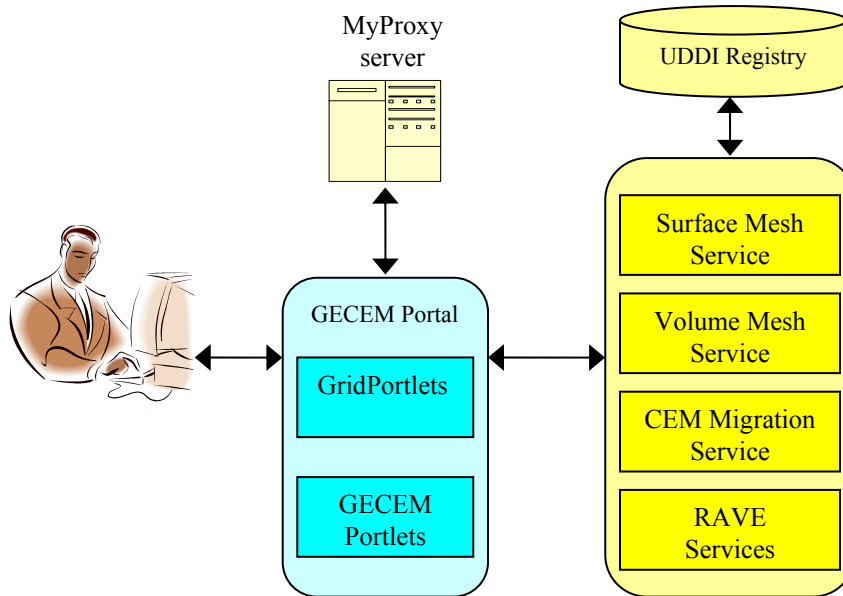 MyProxy
server
UDDI Registry
GECEM Portal
GridPortlets
GECEM
Portlets
Surface Mesh
Service
Volume Mesh
Service
CEM Migration
Service
RAVE
Services